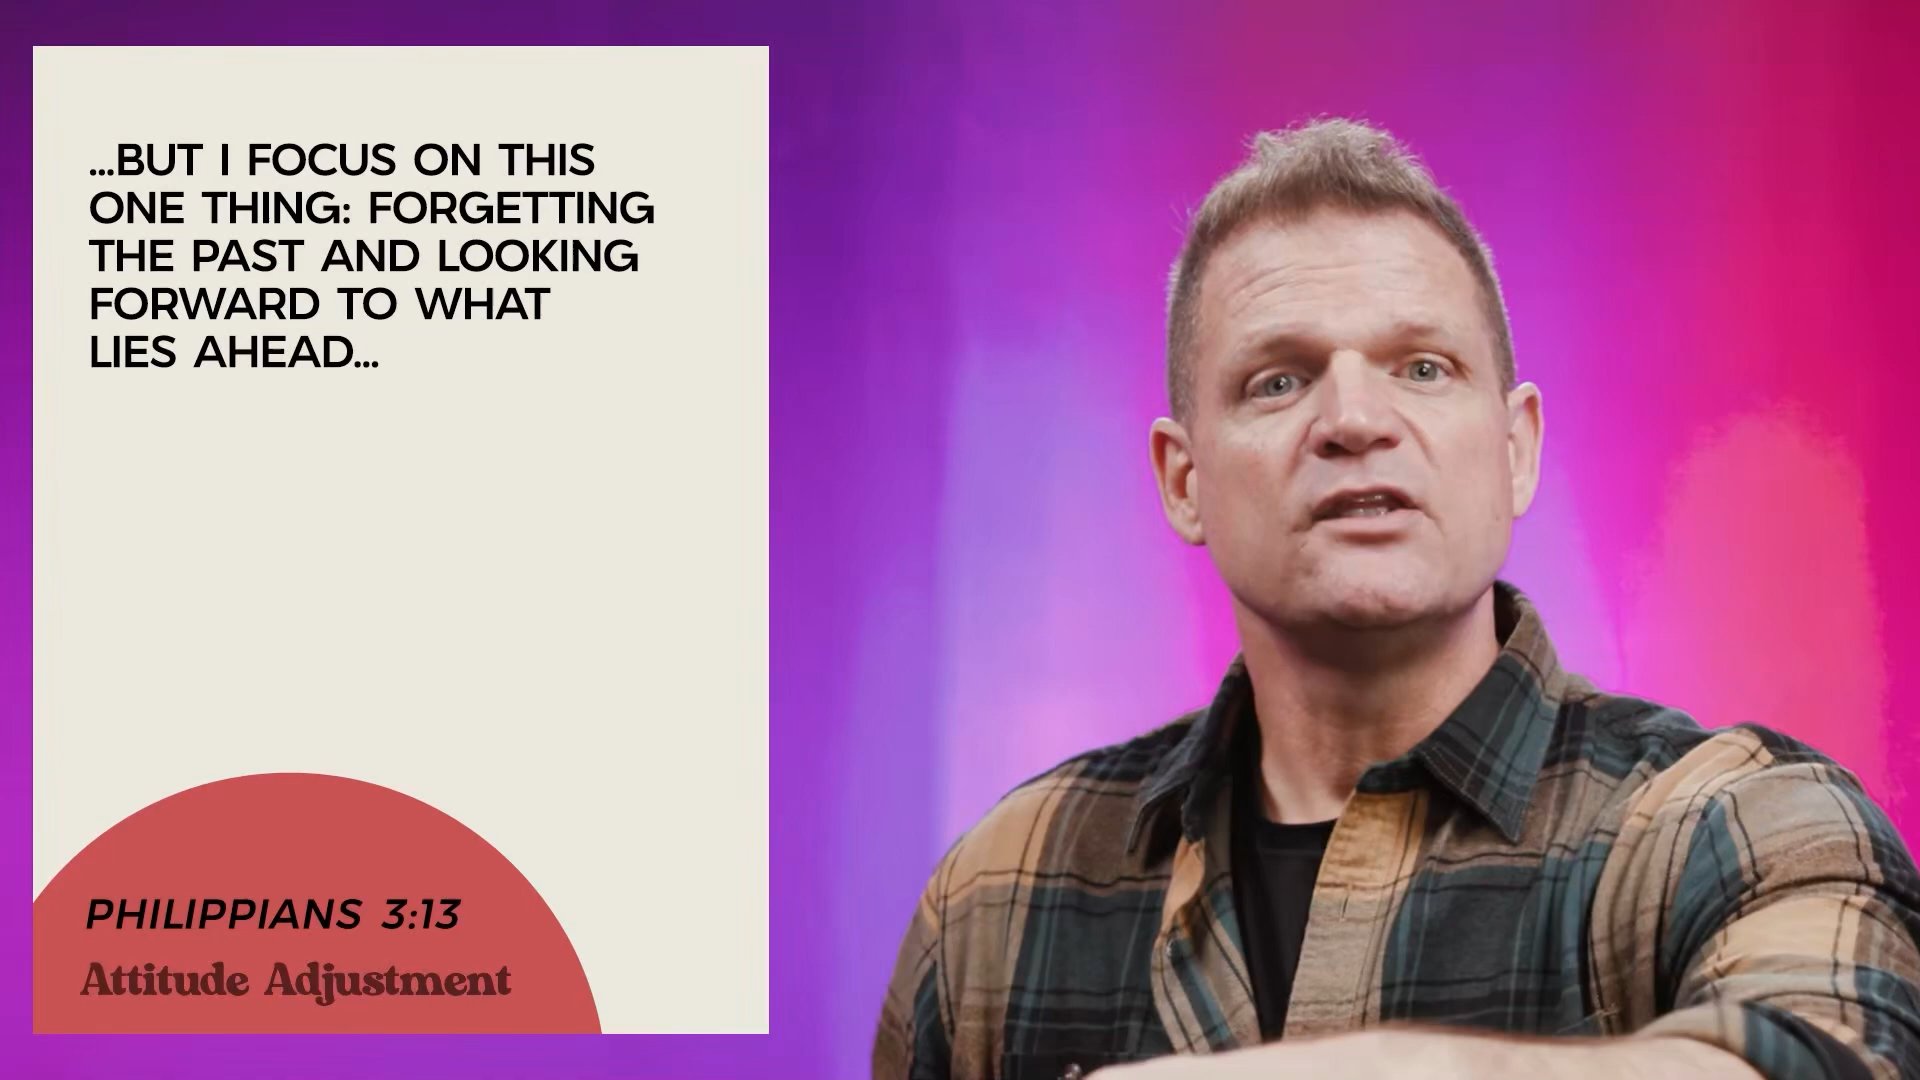 ...BUT I FOCUS ON THIS
ONE THING: FORGETTING
THE PAST AND LOOKING
FORWARD TO WHAT
LIES AHEAD...
PHILIPPIANS 3:13
Attitude Adjustment